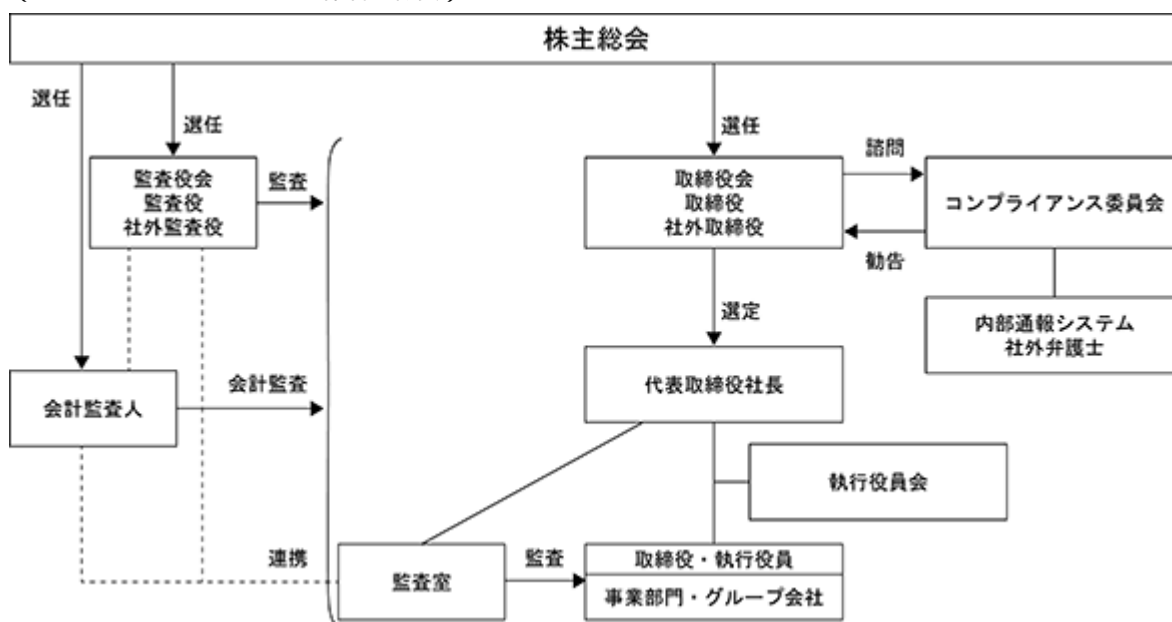 株主総会
選任
選任
選任
監査役会
監査役
社外監査役
監査
取締役会
取締役
社外取締役
諮問
勧告
コンプライアンス委員会
内部通報システム
社外弁護士
選定
代表取締役社長
会計監査人
会計監査
執行役員会
連携
監査室
監査
取締役・執行役員
事業部門・グループ会社